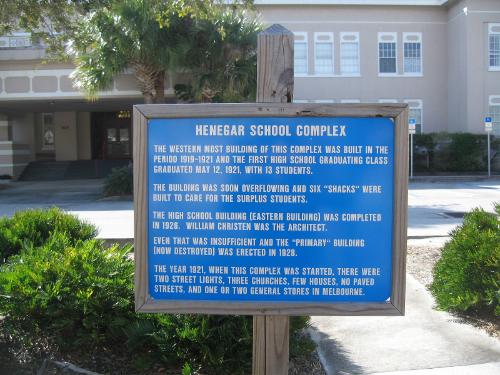 HENEGAR SCHOOL COMPLEX
THE WESTERN MOST BUILDING OF THIS COMPLEX WAS BUILT IN THE
PERIOD 1919-1921 AND THE FIRST HIGH SCHOOL GRADUATING CLASS
GRADUATED MAY 12, 1921, WITH 13 STUDENTS.
THE BUILDING WAS SOON OVERFLOWING AND SIX "SHACKS" WERE
BUILT TO CARE FOR THE SURPLUS STUDENTS.
THE HIGH SCHOOL BUILDING (EASTERN BUILDING) WAS COMPLETED
IN 1926. WILLIAM CHRISTEN WAS THE ARCHITECT.
EVEN THAT WAS INSUFFICIENT AND THE "PRIMARY" BUILDING
(NOW DESTROYED) WAS ERECTED IN 1928.
THE YEAR 1921, WHEN THIS COMPLEX WAS STARTED, THERE WERE
TWO STREET LIGHTS, THREE CHURCHES, FEW HOUSES, NO PAVED
STREETS, AND ONE OR TWO GENERAL STORES IN MELBOURNE.